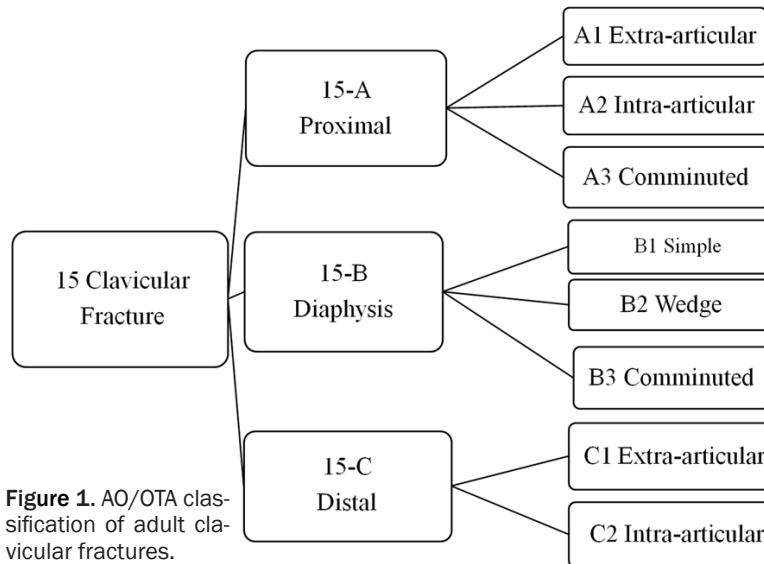 15 Clavicular
Fracture
15-A
Proximal
A1 Extra-articular
A2 Intra-articular
A3 Comminuted
15-B
Diaphysis
B1 Simple
B2 Wedge
B3 Comminuted
15-C
Distal
C1 Extra-articular
C2 Intra-articular
Figure 1. AO/OTA clas-
sification of adult cla-
vicular fractures.